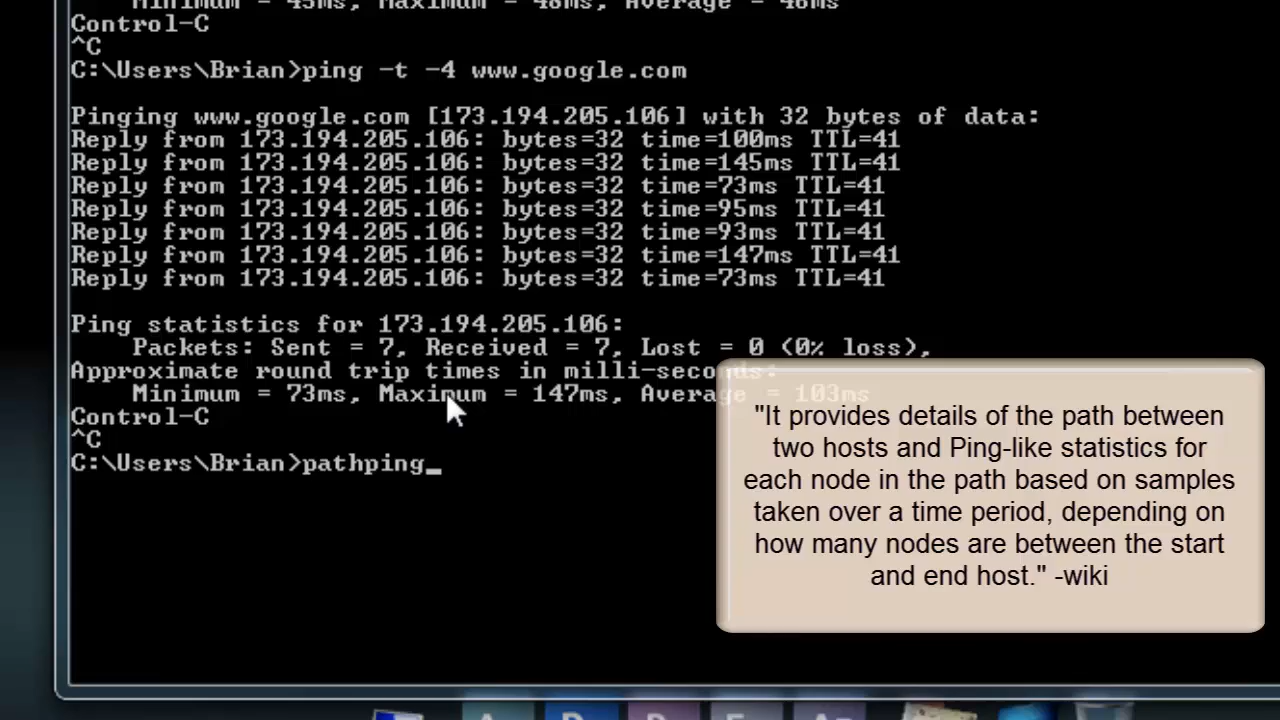 Minimum = 45ms, Maximum = 48ms, Average = 46ms
Control-C
^C
C:\Users\Brian>ping -t -4 www.google.com
Pinging www.google.com [173.194.205.106] with 32 bytes of data:
Reply from 173.194.205.106: bytes=32 time=100ms TTL=41
Reply from 173.194.205.106: bytes=32 time=145ms TTL=41
Reply from 173.194.205.106: bytes=32 time=73ms TTL=41
Reply from 173.194.205.106: bytes=32 time=95ms TTL=41
Reply from 173.194.205.106: bytes=32 time=93ms TTL=41
Reply from 173.194.205.106: bytes=32 time=147ms TTL=41
Reply from 173.194.205.106: bytes=32 time=73ms TTL=41
Ping statistics for 173.194.205.106:
Packets: Sent = 7, Received = 7, Lost = 0 (0% loss),
Approximate round trip times in milli-seconds:
Minimum = 73ms, Maximum = 147ms, Average = 103ms
Control-C
^C
C:\Users\Brian>pathping_
"It provides details of the path between
two hosts and Ping-like statistics for
each node in the path based on samples
taken over a time period, depending on
how many nodes are between the start
and end host." -wiki